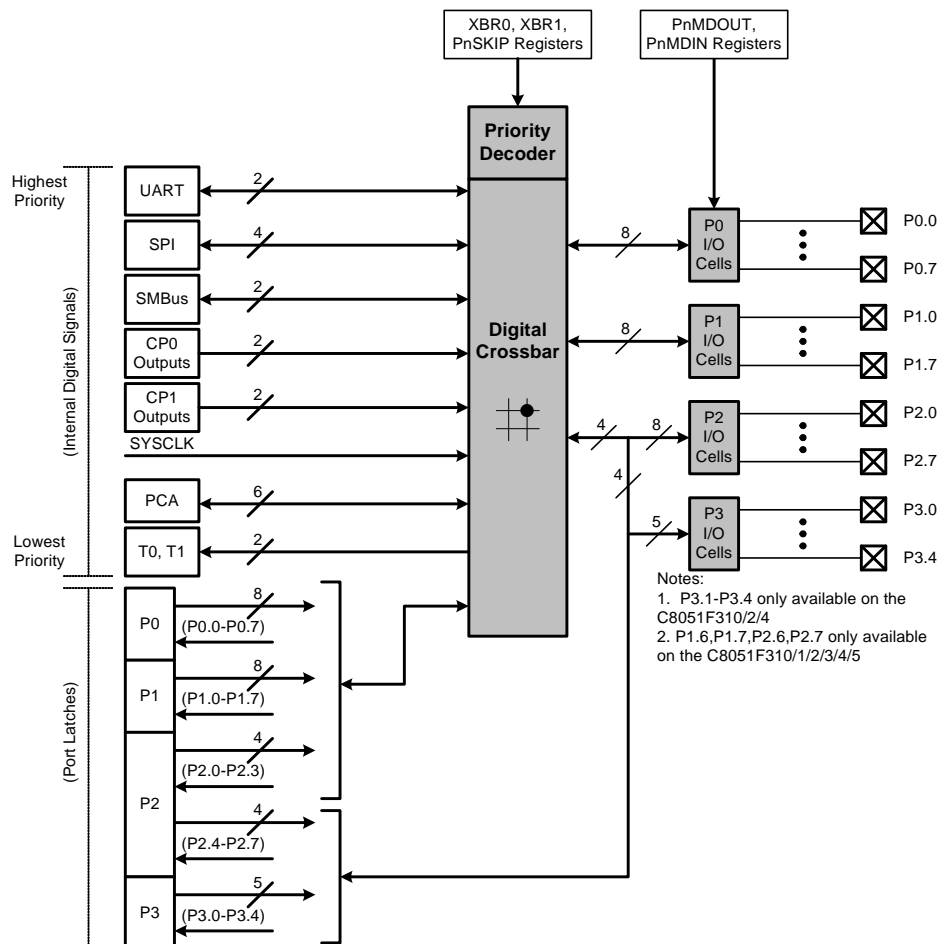 XBR0, XBR1,
PnSKIP Registers
PnMDOUT,
PnMDIN Registers
Priority
Decoder
Highest
Priority
UART
2
SPI
4
SMBus
2
CP0
Outputs
2
CP1
Outputs
2
SYSCLK
PCA
6
T0, T1
2
Lowest
Priority
(Internal Digital Signals)
Digital
Crossbar
8
P0
I/O
Cells
P0.0
P0.7
8
P1
I/O
Cells
P1.0
P1.7
4
8
P2
I/O
Cells
P2.0
P2.7
4
5
P3
I/O
Cells
P3.0
P3.4
Notes:
1. P3.1-P3.4 only available on the
C8051F310/2/4
2. P1.6,P1.7,P2.6,P2.7 only available
on the C8051F310/1/2/3/4/5
(Port Latches)
P0
8
(P0.0-P0.7)
P1
8
(P1.0-P1.7)
P2
4
(P2.0-P2.3)
4
(P2.4-P2.7)
P3
5
(P3.0-P3.4)